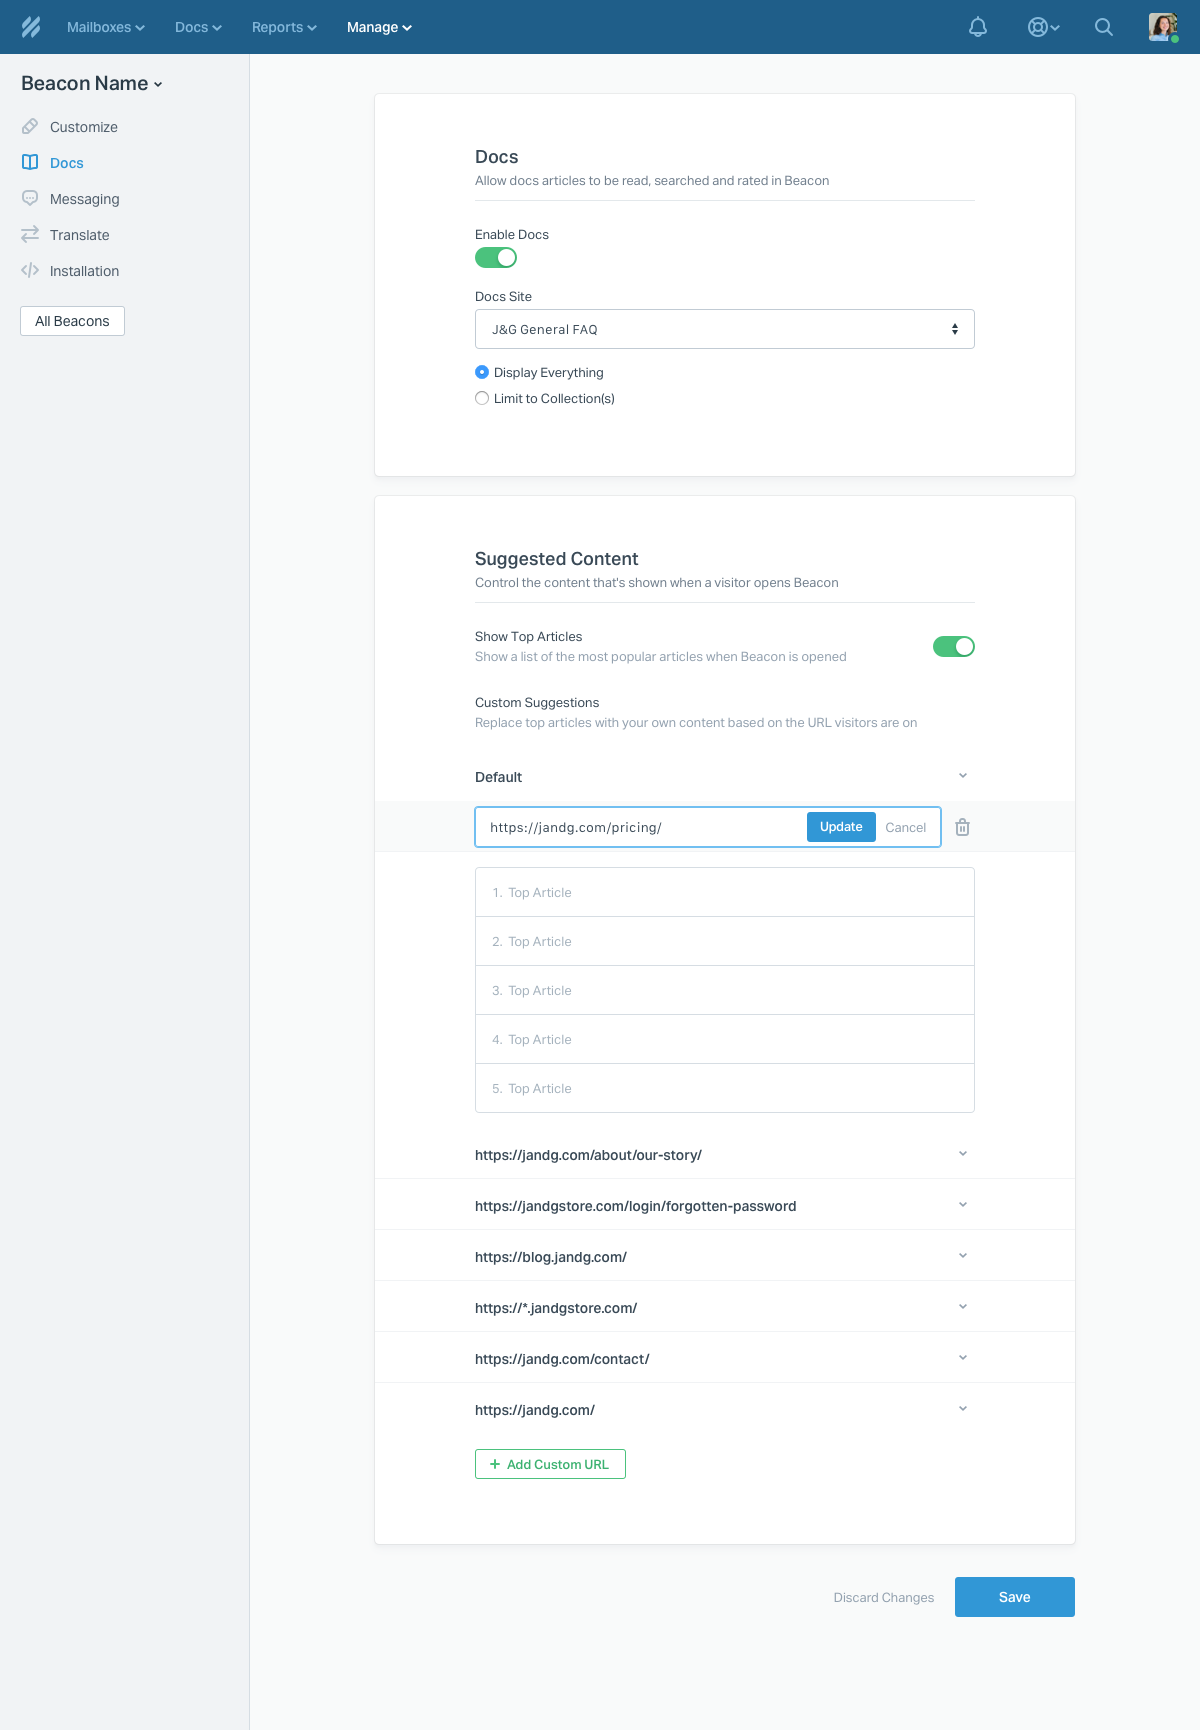 Mailboxes Docs Reports Manage
Beacon Name
Customize
Docs
Messaging
Translate
Installation
All Beacons
Docs
Allow docs articles to be read, searched and rated in Beacon
Enable Docs
Docs Site
J&G General FAQ
Display Everything
Limit to Collection(s)
Suggested Content
Control the content that's shown when a visitor opens Beacon
Show Top Articles
Show a list of the most popular articles when Beacon is opened
Custom Suggestions
Replace top articles with your own content based on the URL visitors are on
Default
https://jandg.com/pricing/ Update Cancel
1. Top Article
2. Top Article
3. Top Article
4. Top Article
5. Top Article
https://jandg.com/about/our-story/
https://jandgstore.com/login/forgotten-password
https://blog.jandg.com/
https://*.jandgstore.com/
https://jandg.com/contact/
https://jandg.com/
+ Add Custom URL
Discard Changes Save